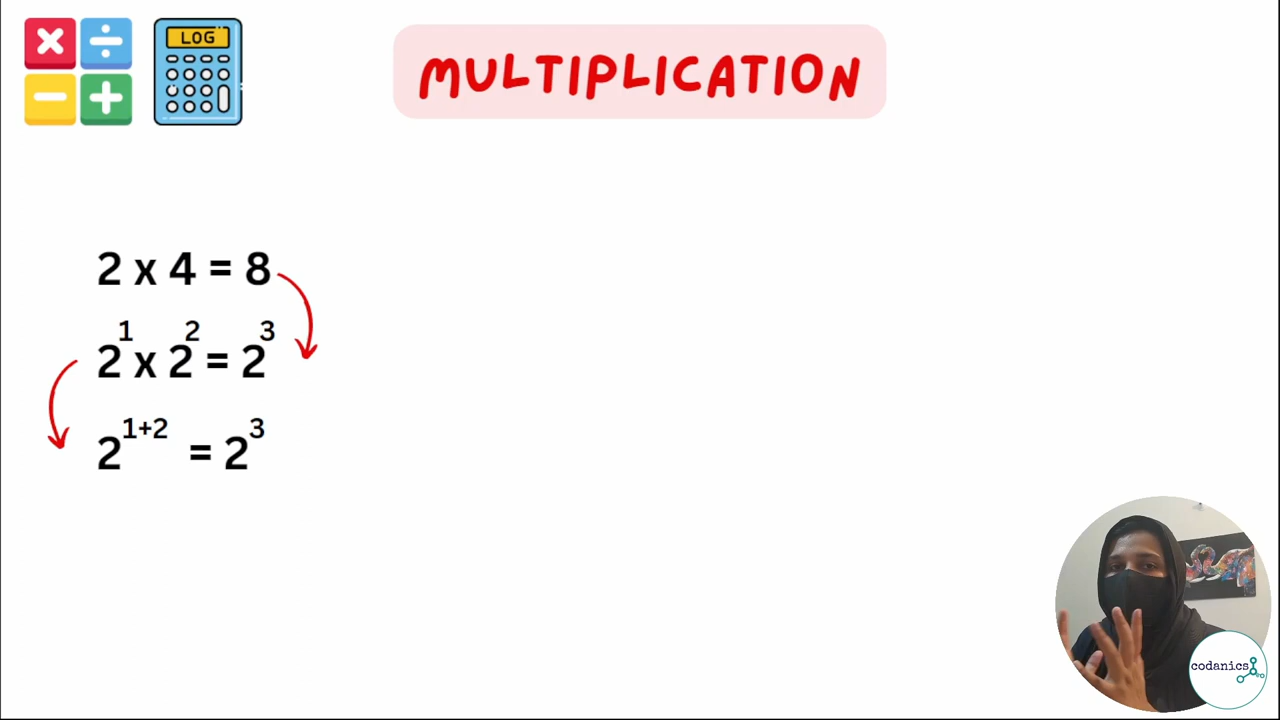 LOG
MULTIPLICATION
2 x 4 = 8
2¹ x 2² = 2³
2¹⁺² = 2³
codanics